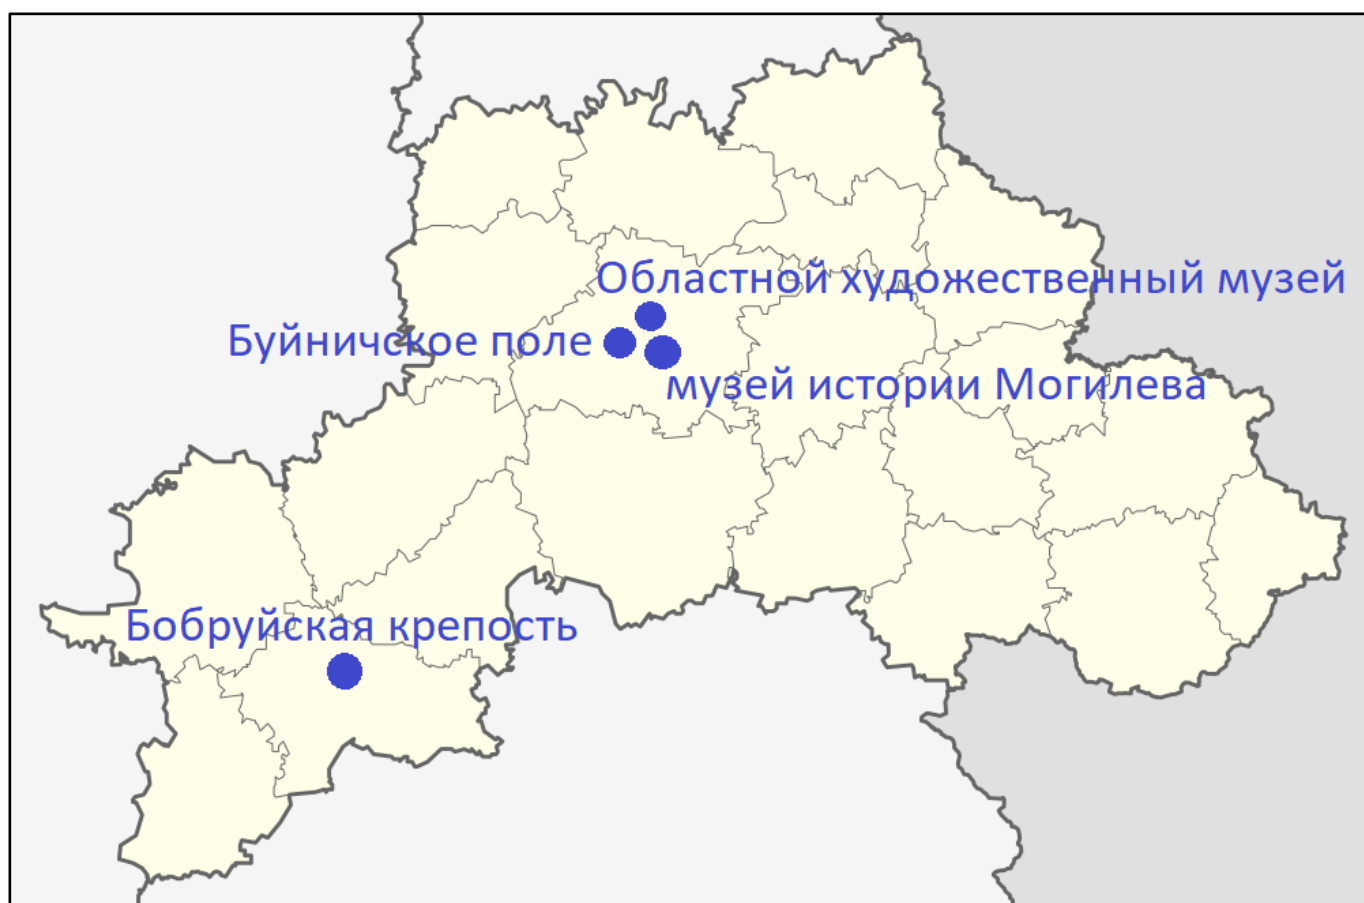 Областной художественный музей
Буйничское поле
музей истории Могилева
Бобруйская крепость